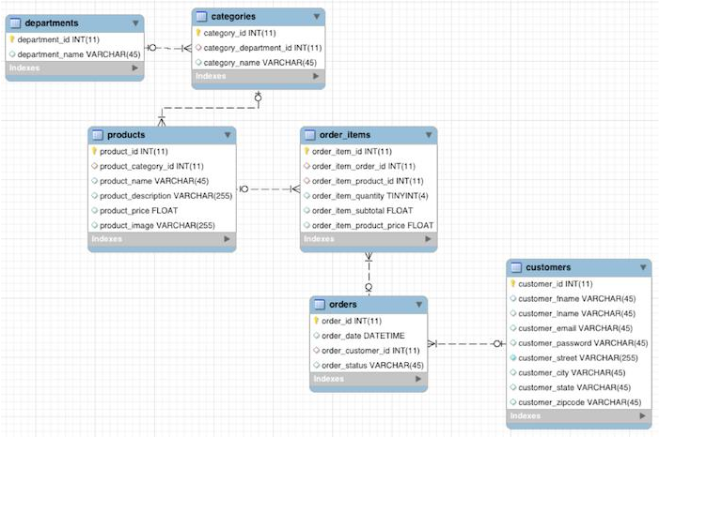 departments
department_id INT(11)
department_name VARCHAR(45)
Indexes
categories
category_id INT(11)
category_department_id INT(11)
category_name VARCHAR(45)
Indexes
products
product_id INT(11)
product_category_id INT(11)
product_name VARCHAR(45)
product_description VARCHAR(255)
product_price FLOAT
product_image VARCHAR(255)
Indexes
order_items
order_item_id INT(11)
order_item_order_id INT(11)
order_item_product_id INT(11)
order_item_quantity TINYINT(4)
order_item_subtotal FLOAT
order_item_product_price FLOAT
Indexes
orders
order_id INT(11)
order_date DATETIME
order_customer_id INT(11)
order_status VARCHAR(45)
Indexes
customers
customer_id INT(11)
customer_fname VARCHAR(45)
customer_lname VARCHAR(45)
customer_email VARCHAR(45)
customer_password VARCHAR(45)
customer_street VARCHAR(255)
customer_city VARCHAR(45)
customer_state VARCHAR(45)
customer_zipcode VARCHAR(45)
Indexes